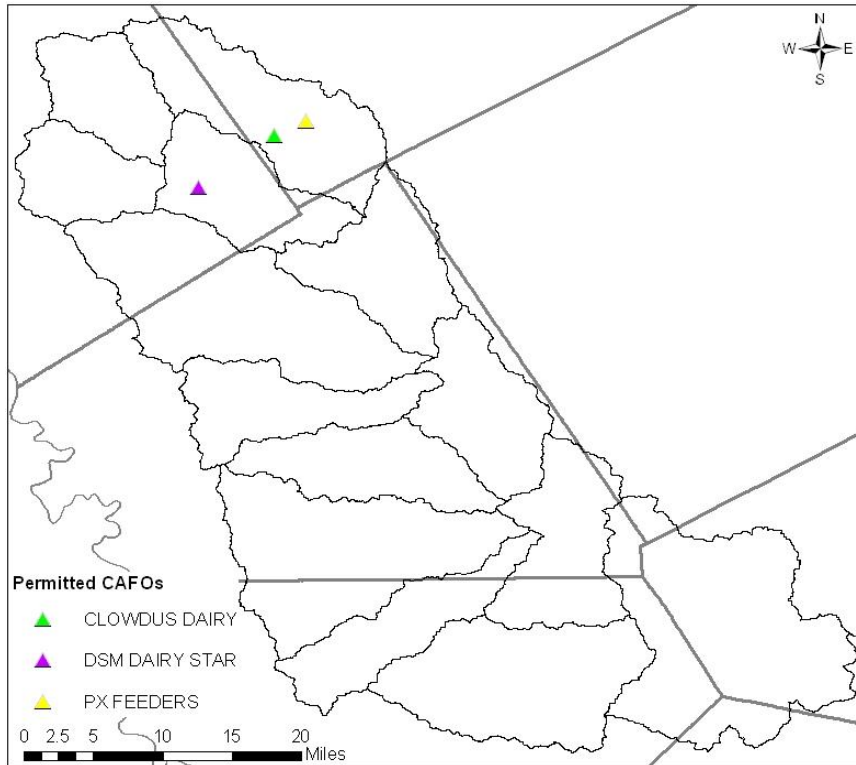 N
W E
S
Permitted CAFOs
CLOWDUS DAIRY
DSM DAIRY STAR
PX FEEDERS
0 2.5 5 10 15 20
Miles